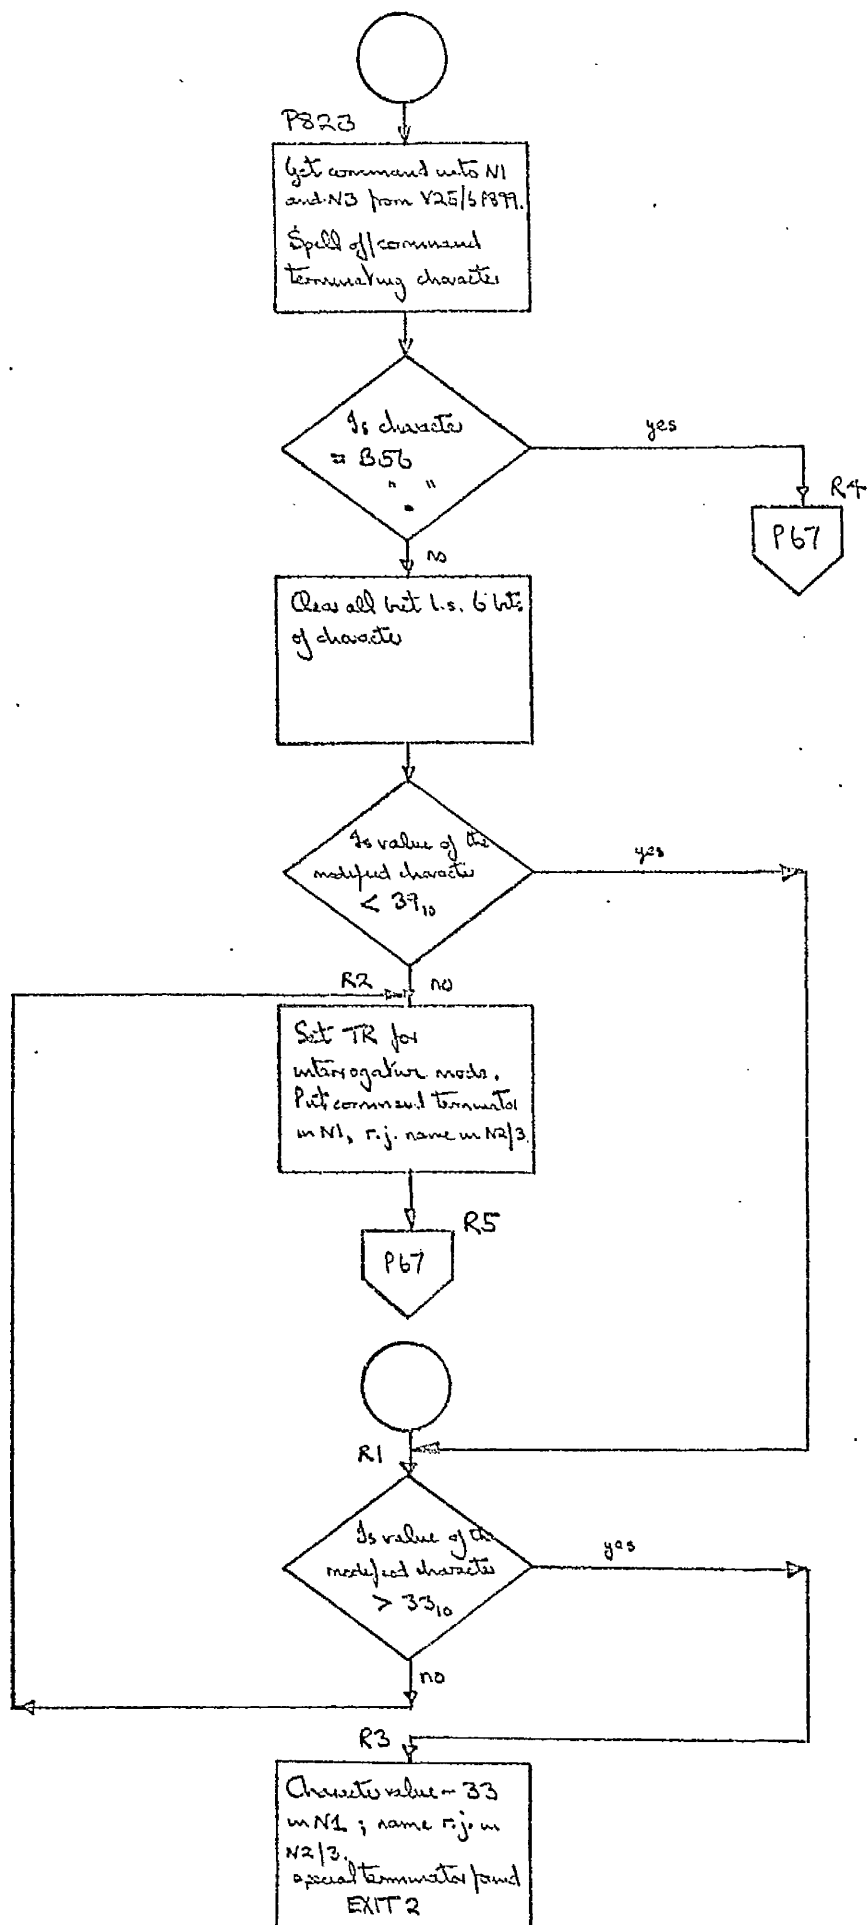 P823
Get command into N1
and N3 from V25/6P899.
Spell off command
terminating character
Is character
= B56
" . "
yes
R4
P67
no
Clear all but l.s. 6 bits
of character
Is value of the
modified character
< 39₁₀
yes
R2
no
Set TR for
interrogative mode.
Put command terminator
in N1, r.j. name in N2/3.
R5
P67
R1
Is value of the
modified character
> 33₁₀
yes
no
R3
Character value - 33
in N1 ; name r.j. in
N2/3.
special terminator found
EXIT 2